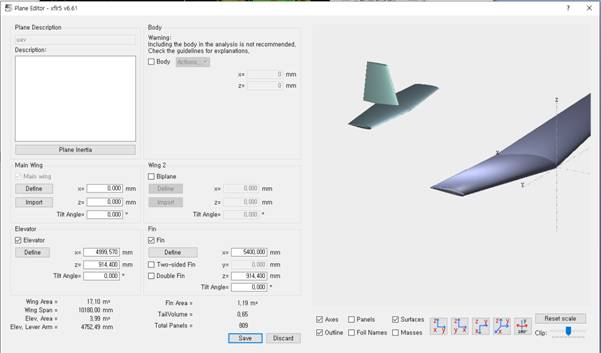 Plane Editor - xflr5 v6.61
?
×
Plane Description
uav
Description:
Plane Inertia
Body
Warning:
Including the body in the analysis is not recommended.
Check the guidelines for explanations.
Body Actions...
x= 0 mm
z= 0 mm
Main Wing
Main wing
Define x= 0,000 mm
Import z= 0,000 mm
Tilt Angle= 0,000 °
Wing 2
Biplane
Define x= 0,000 mm
Import z= 0,000 mm
Tilt Angle= 0,000 °
Elevator
Elevator
Define x= 4999,570 mm
z= 914,400 mm
Tilt Angle= 0,000 °
Fin
Fin
Define x= 5400,000 mm
Two-sided Fin y= 0,000 mm
Double Fin z= 914,400 mm
Tilt Angle= 0,000 °
Wing Area = 17,10 m²
Wing Span = 10180,00 mm
Elev. Area = 3,99 m²
Elev. Lever Arm = 4752,49 mm
Fin Area = 1,19 m²
TailVolume = 0,65
Total Panels = 809
Save Discard
Z
X
Y
Axes Panels Surfaces
Outline Foil Names Masses
Reset scale
Clip: